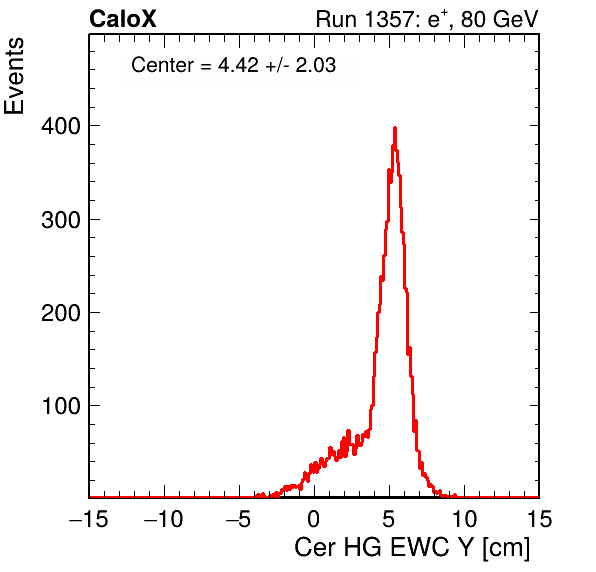 CaloX Run 1357: e⁺, 80 GeV
Center = 4.42 +/- 2.03
Events
400
300
200
100
−15 −10 −5 0 5 10 15
Cer HG EWC Y [cm]